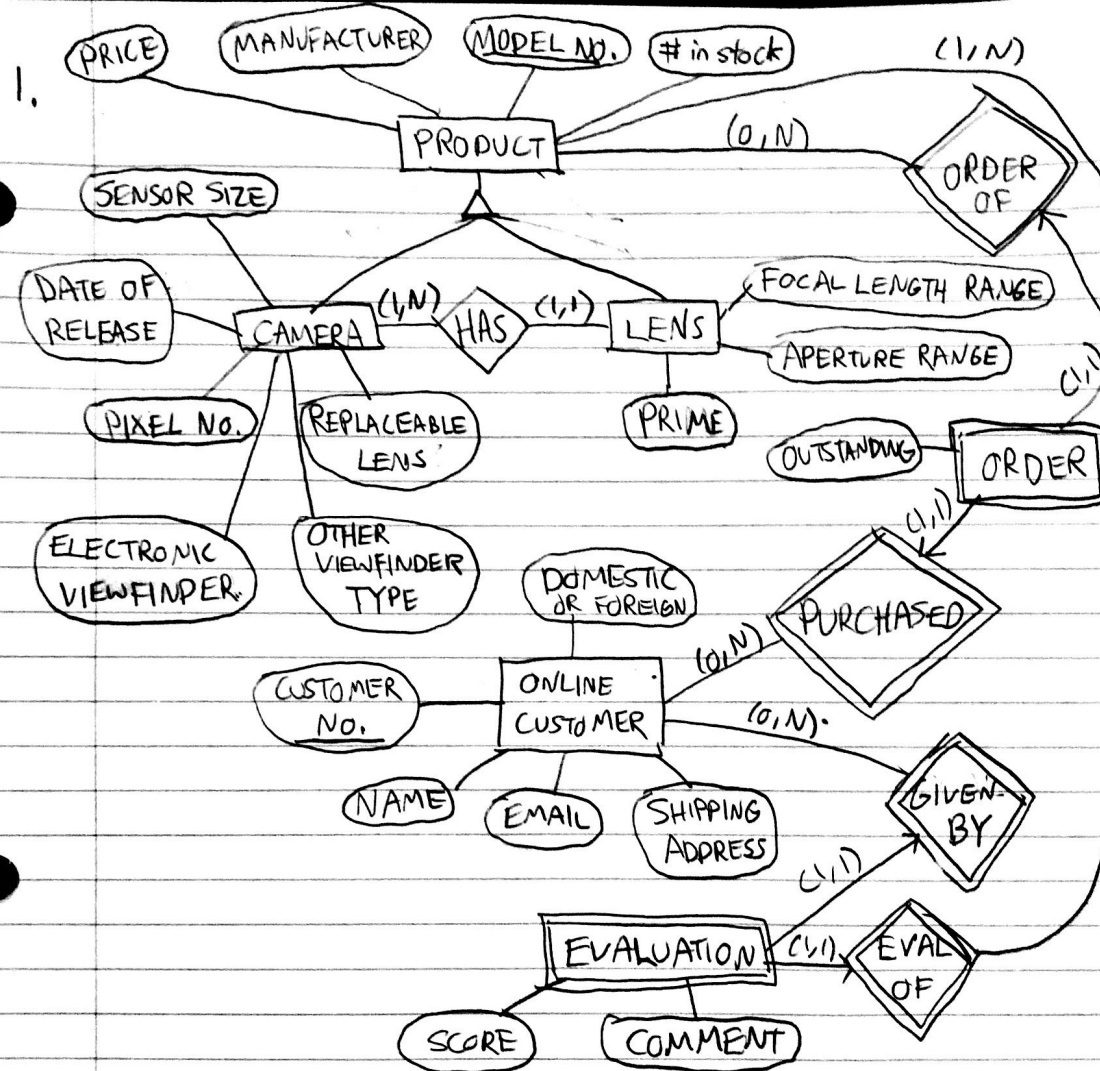 1.
PRICE
MANUFACTURER
MODEL NO.
# in stock
(1,N)
PRODUCT
(0,N)
ORDER
OF
SENSOR SIZE
DATE OF
RELEASE
CAMERA
(1,N)
HAS
(1,1)
LENS
FOCAL LENGTH RANGE
APERTURE RANGE
(1,1)
PIXEL NO.
REPLACEABLE
LENS
PRIME
OUTSTANDING
ORDER
(1,1)
ELECTRONIC
VIEWFINDER
OTHER
VIEWFINDER
TYPE
DOMESTIC
OR FOREIGN
PURCHASED
(0,N)
CUSTOMER
NO.
ONLINE
CUSTOMER
(0,N)
NAME
EMAIL
SHIPPING
ADDRESS
GIVEN
BY
(1,1)
EVALUATION
(1,1)
EVAL
OF
SCORE
COMMENT